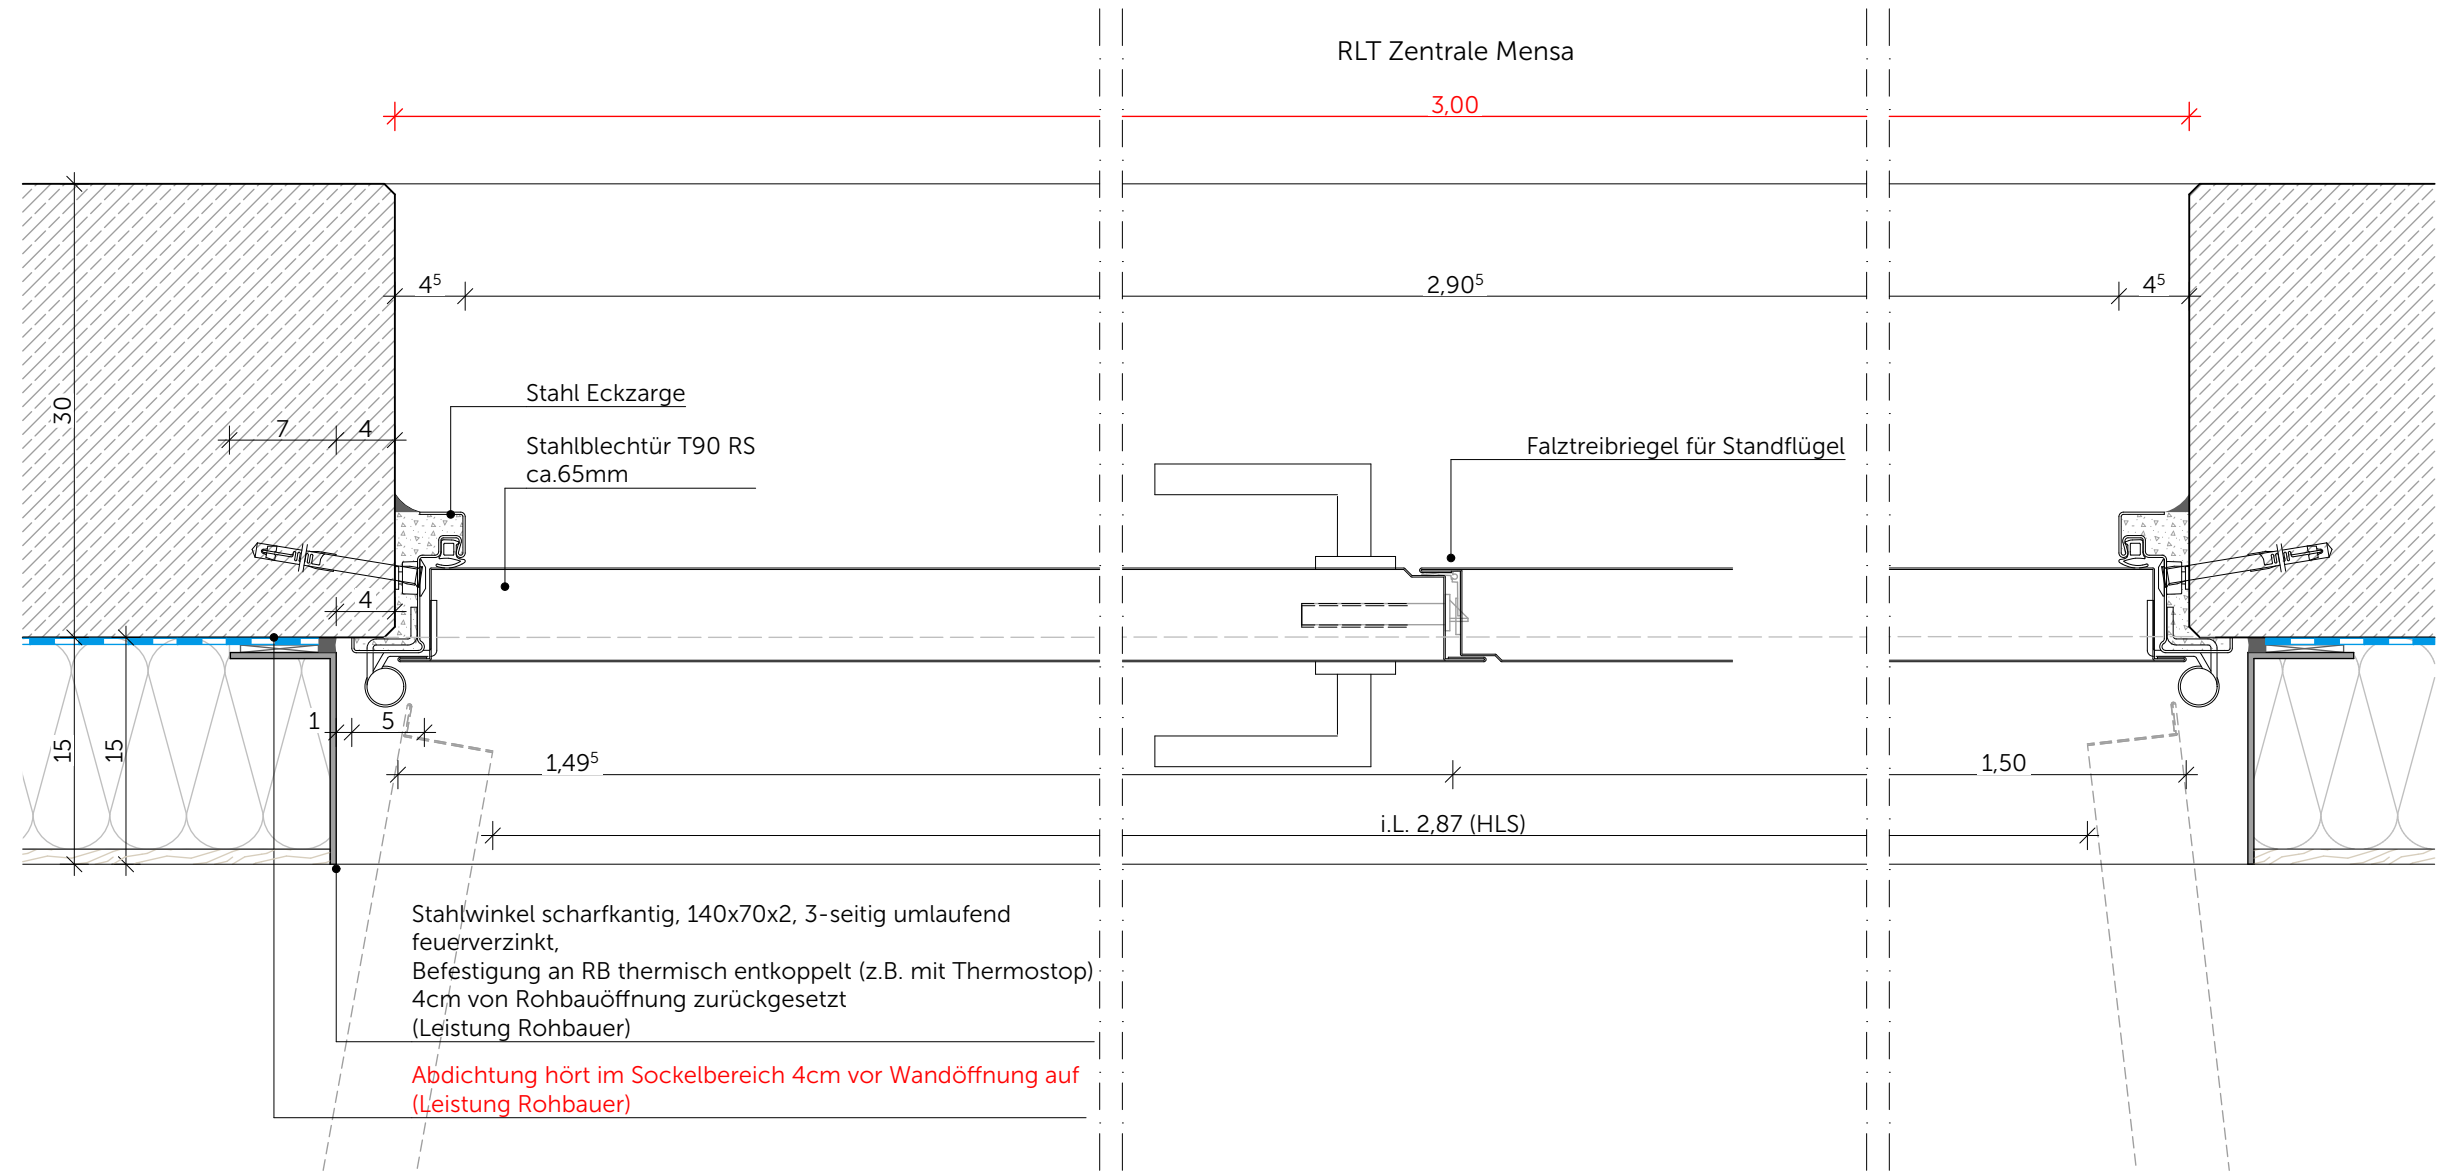 RLT Zentrale Mensa
3,00
4⁵
2,90⁵
4⁵
Stahl Eckzarge
30
7
4
Stahlblechtür T90 RS
ca.65mm
Falztreibriegel für Standflügel
4
1
5
15
15
1,49⁵
1,50
i.L. 2,87 (HLS)
Stahlwinkel scharfkantig, 140x70x2, 3-seitig umlaufend
feuerverzinkt,
Befestigung an RB thermisch entkoppelt (z.B. mit Thermostop)
4cm von Rohbauöffnung zurückgesetzt
(Leistung Rohbauer)
Abdichtung hört im Sockelbereich 4cm vor Wandöffnung auf
(Leistung Rohbauer)